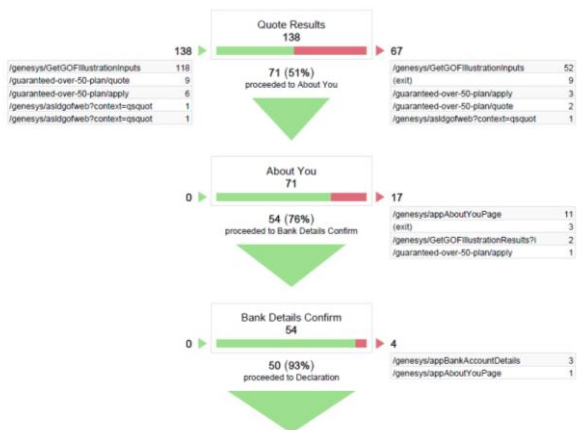 Quote Results
138
138
67
/genesys/GetGOFIllustrationInputs 118
/guaranteed-over-50-plan/quote 9
/guaranteed-over-50-plan/apply 6
/genesys/asldgofweb?context=qsquot 1
/genesys/asldgofweb?context=qsquot 1
/genesys/GetGOFIllustrationInputs 52
(exit) 9
/guaranteed-over-50-plan/apply 3
/guaranteed-over-50-plan/quote 2
/genesys/asldgofweb?context=qsquot 1
71 (51%)
proceeded to About You
About You
71
0
17
/genesys/appAboutYouPage 11
(exit) 3
/genesys/GetGOFIllustrationResults?i 2
/guaranteed-over-50-plan/apply 1
54 (76%)
proceeded to Bank Details Confirm
Bank Details Confirm
54
0
4
/genesys/appBankAccountDetails 3
/genesys/appAboutYouPage 1
50 (93%)
proceeded to Declaration